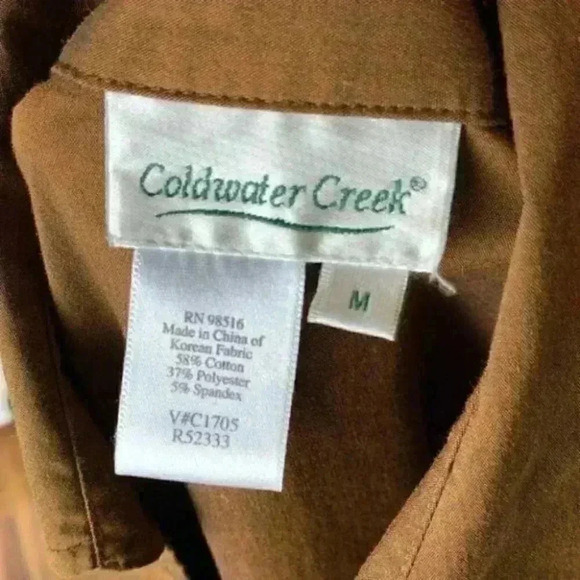 Coldwater Creek®
M
RN 98516
Made in China of
Korean Fabric
58% Cotton
37% Polyester
5% Spandex
V#C1705
R52333